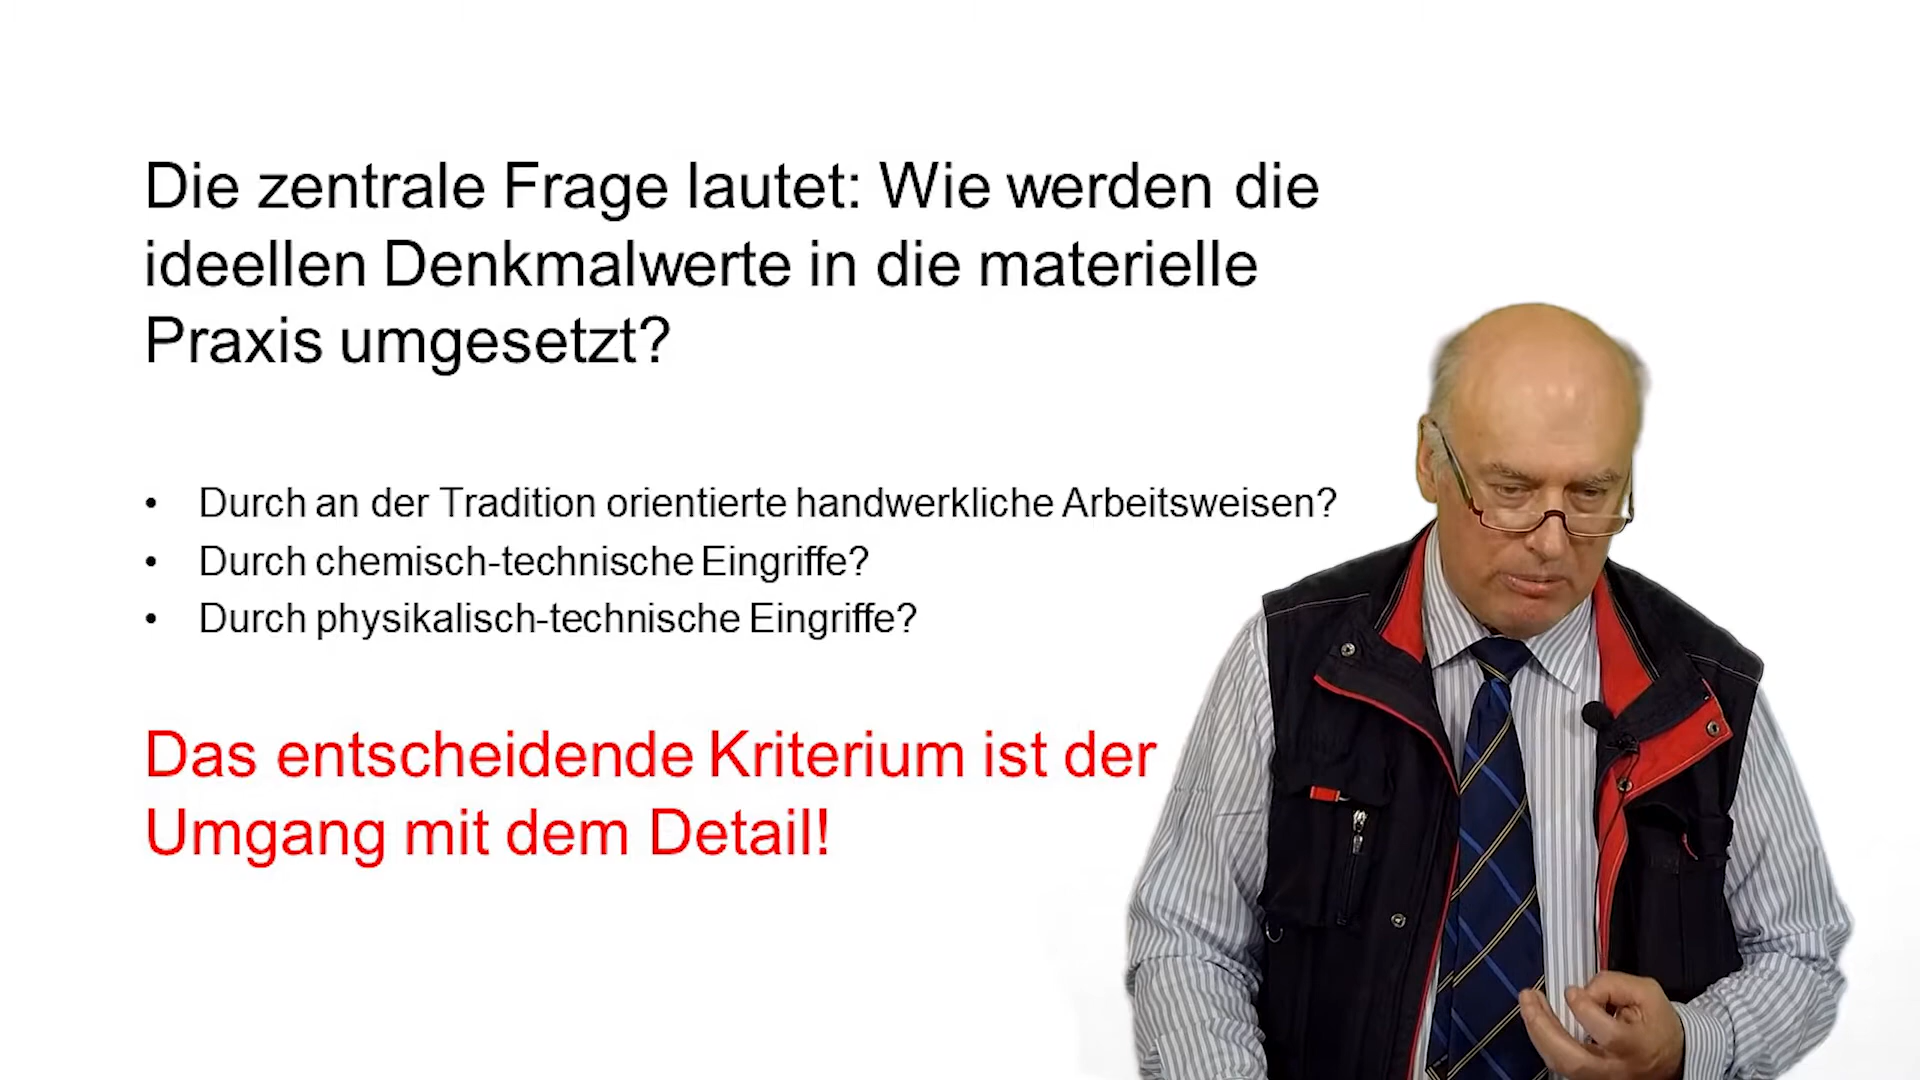 Die zentrale Frage lautet: Wie werden die
ideellen Denkmalwerte in die materielle
Praxis umgesetzt?
• Durch an der Tradition orientierte handwerkliche Arbeitsweisen?
• Durch chemisch-technische Eingriffe?
• Durch physikalisch-technische Eingriffe?
Das entscheidende Kriterium ist der
Umgang mit dem Detail!